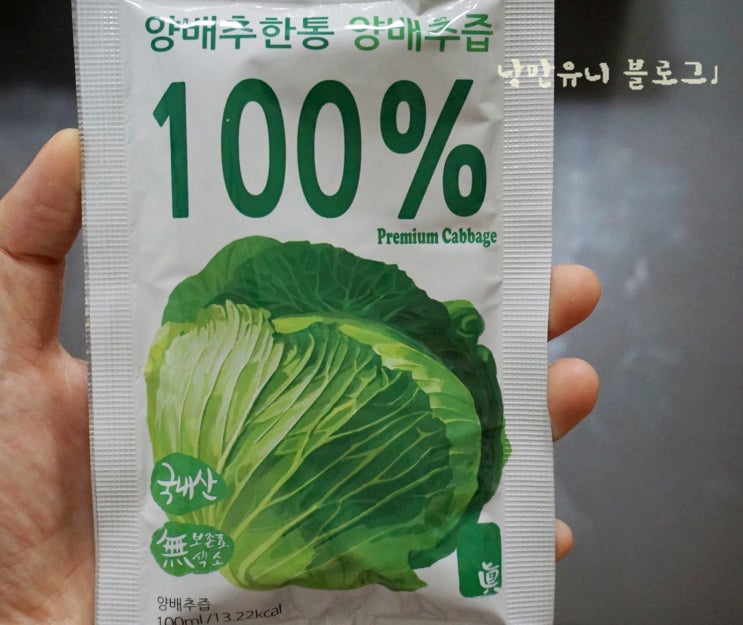 양배추한통 양배추즙
낭만유니 블로그♩
100%
Premium Cabbage
국내산
無 보존료
색소
眞
양배추즙
100ml/13.22kcal